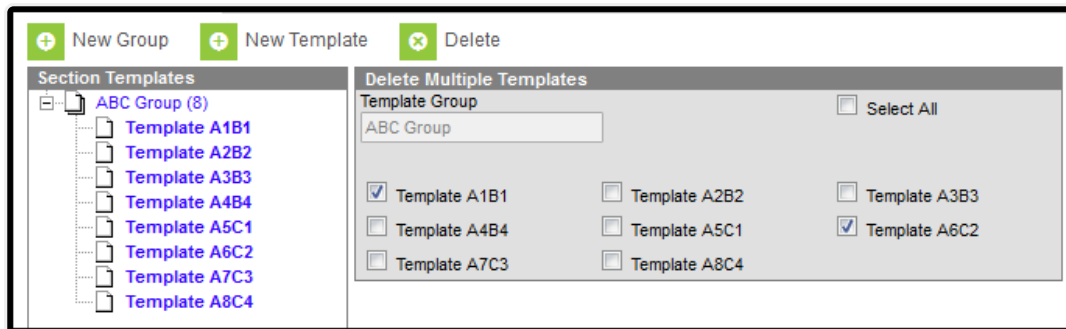 New Group New Template Delete
Section Templates
ABC Group (8)
Template A1B1
Template A2B2
Template A3B3
Template A4B4
Template A5C1
Template A6C2
Template A7C3
Template A8C4
Delete Multiple Templates
Template Group
Select All
ABC Group
Template A1B1 Template A2B2 Template A3B3
Template A4B4 Template A5C1 Template A6C2
Template A7C3 Template A8C4